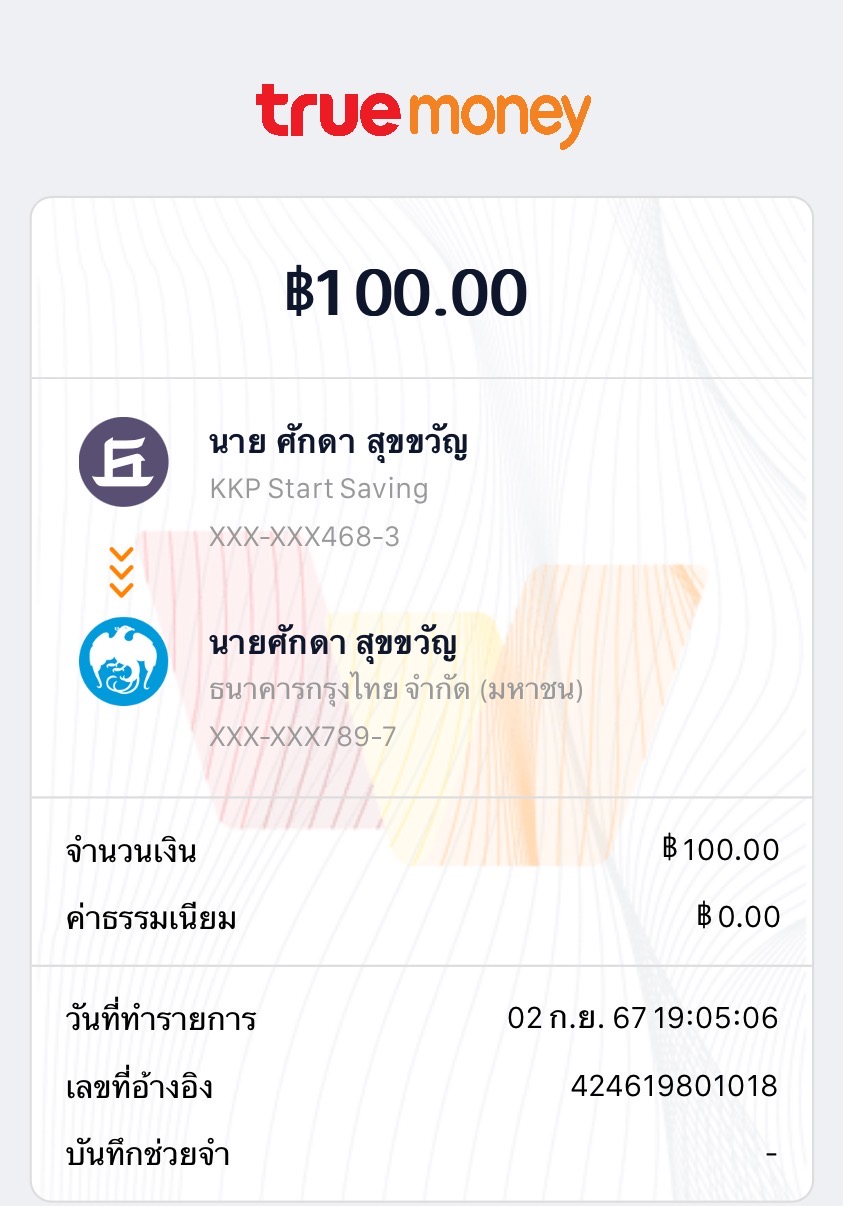 truemoney
฿100.00
นาย ศักดา สุขขวัญ
KKP Start Saving
XXX-XXX468-3
นายศักดา สุขขวัญ
ธนาคารกรุงไทย จำกัด (มหาชน)
XXX-XXX789-7
จำนวนเงิน ฿100.00
ค่าธรรมเนียม ฿0.00
วันที่ทำรายการ 02 ก.ย. 67 19:05:06
เลขที่อ้างอิง 424619801018
บันทึกช่วยจำ -